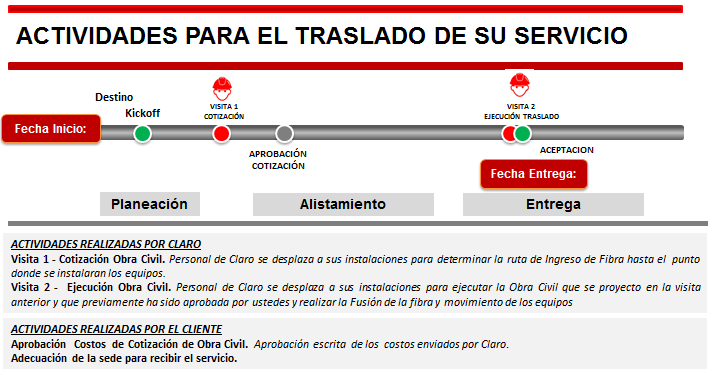 ACTIVIDADES PARA EL TRASLADO DE SU SERVICIO
Destino
Kickoff
VISITA 1
COTIZACIÓN
VISITA 2
EJECUCIÓN TRASLADO
Fecha Inicio:
APROBACIÓN
COTIZACIÓN
ACEPTACION
Fecha Entrega:
Planeación
Alistamiento
Entrega
ACTIVIDADES REALIZADAS POR CLARO
Visita 1 - Cotización Obra Civil. Personal de Claro se desplaza a sus instalaciones para determinar la ruta de Ingreso de Fibra hasta el punto
donde se instalaran los equipos.
Visita 2 - Ejecución Obra Civil. Personal de Claro se desplaza a sus instalaciones para ejecutar la Obra Civil que se proyecto en la visita
anterior y que previamente ha sido aprobada por ustedes y realizar la Fusión de la fibra y movimiento de los equipos
ACTIVIDADES REALIZADAS POR EL CLIENTE
Aprobación Costos de Cotización de Obra Civil. Aprobación escrita de los costos enviados por Claro.
Adecuación de la sede para recibir el servicio.